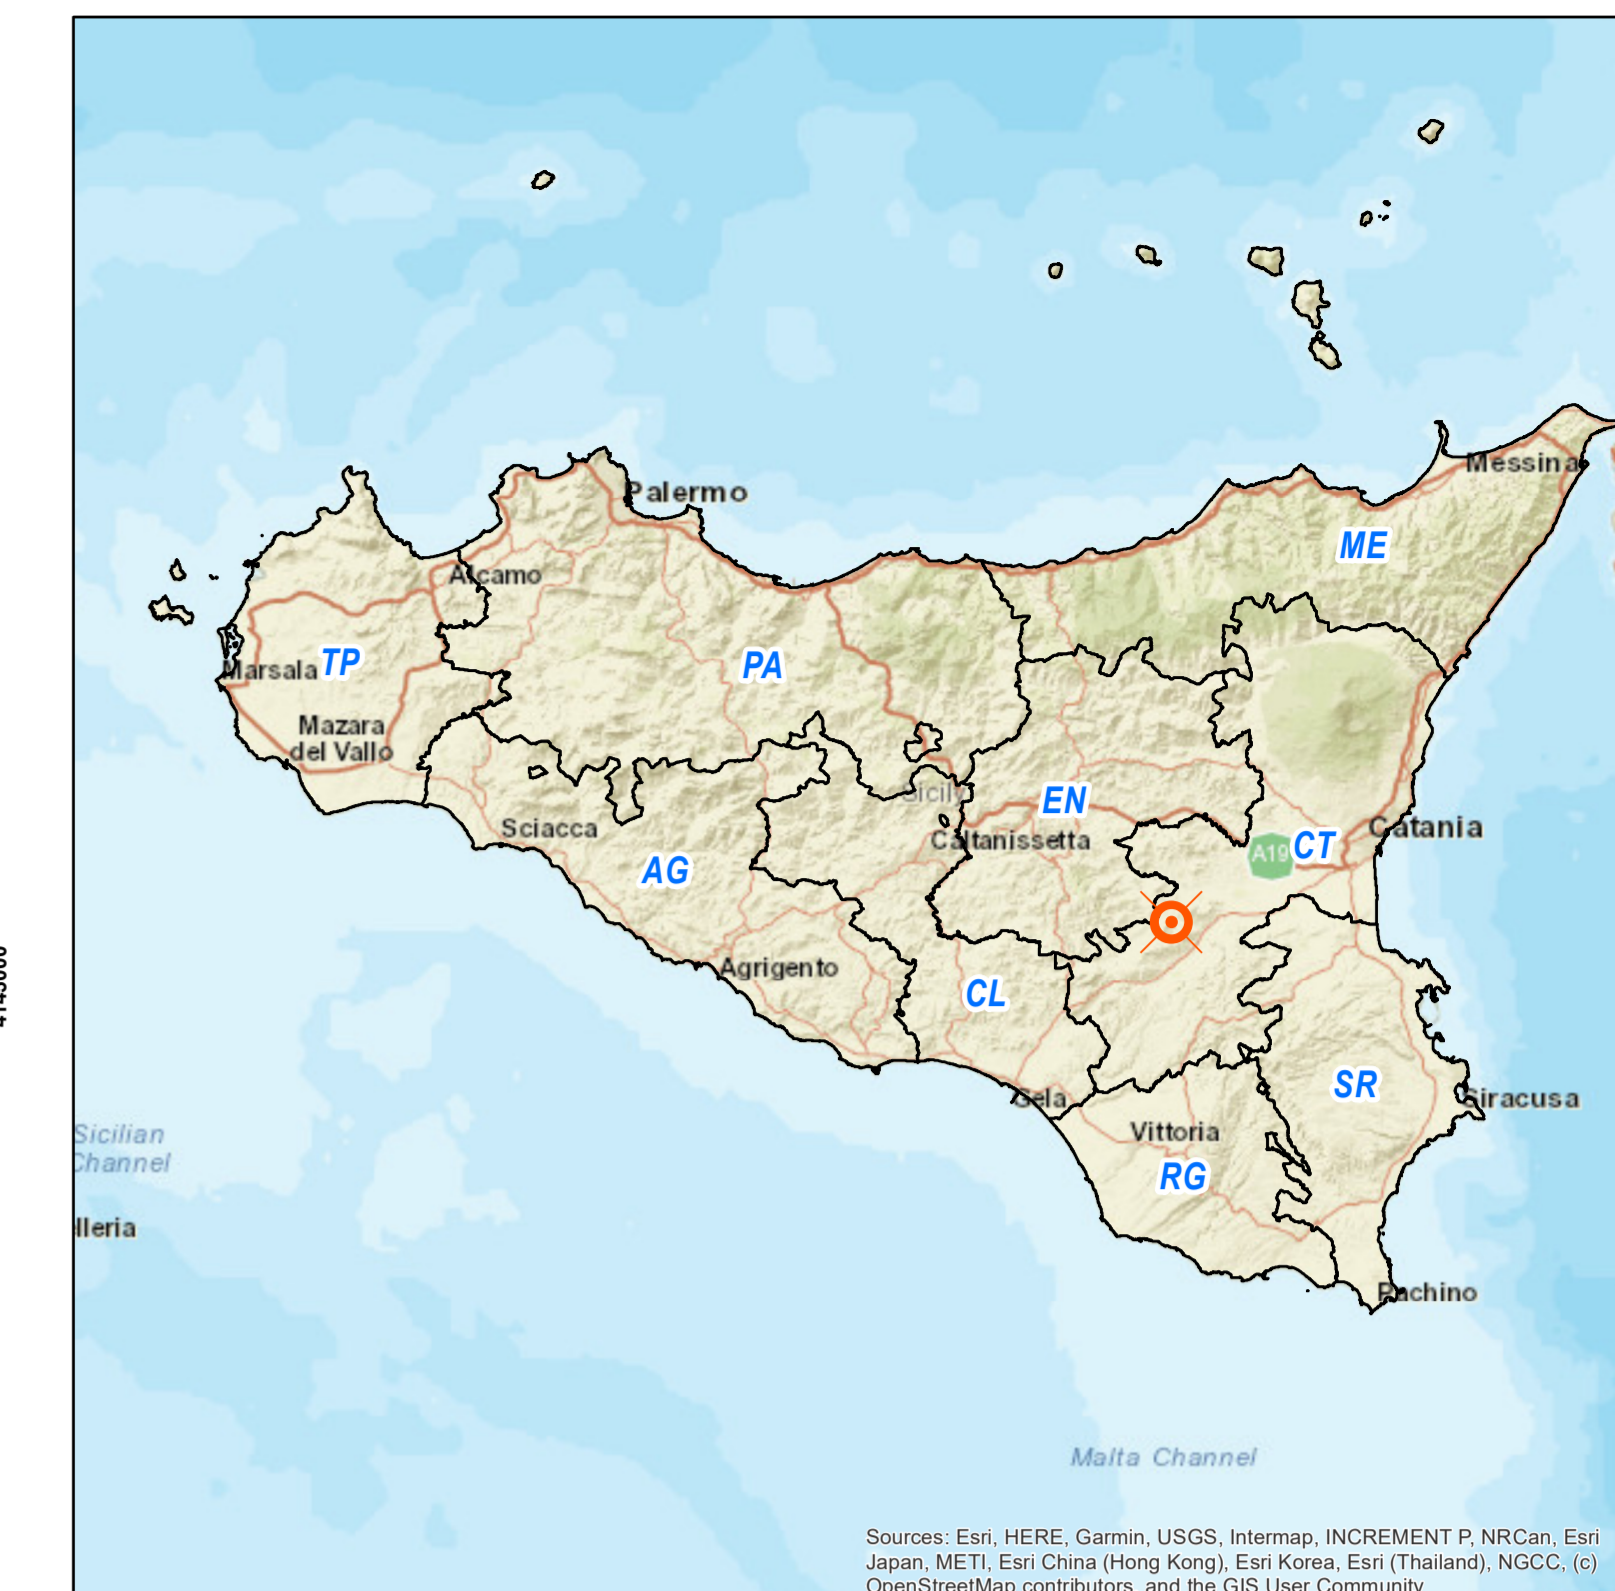 Palermo
Messina
ME
Alcamo
TP
Marsala
PA
Mazara
del Vallo
Sicily
EN
Sciacca
Caltanissetta
Catania
A19
CT
AG
Agrigento
CL
SR
Gela
Siracusa
Vittoria
Sicilian
Channel
RG
lleria
Pachino
Malta Channel
Sources: Esri, HERE, Garmin, USGS, Intermap, INCREMENT P, NRCan, Esri
Japan, METI, Esri China (Hong Kong), Esri Korea, Esri (Thailand), NGCC, (c)
OpenStreetMap contributors, and the GIS User Community